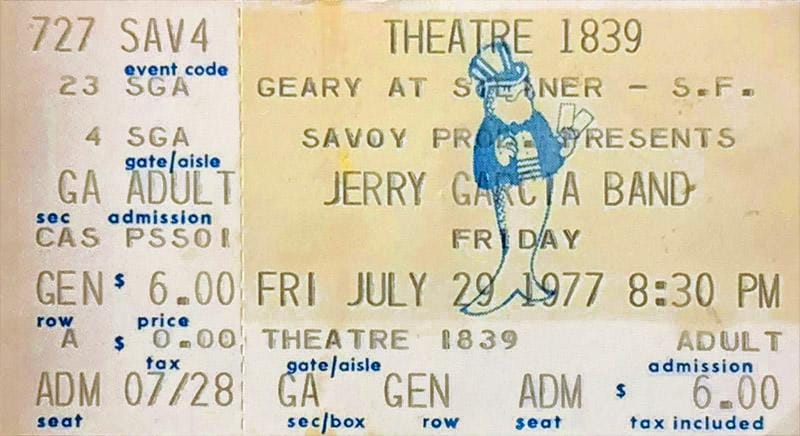 727 SAV4
event code
23 SGA
4 SGA
gate/aisle
GA ADULT
sec admission
CAS PSS01
GEN $ 6.00
row price
A $ 0.00
tax
ADM 07/28
seat
THEATRE 1839
GEARY AT STEINER - S.F.
SAVOY PROD. PRESENTS
JERRY GARCIA BAND
FRIDAY
FRI JULY 29 1977 8:30 PM
THEATRE 1839 ADULT
gate/aisle admission
GA GEN ADM $ 6.00
sec/box row seat tax included